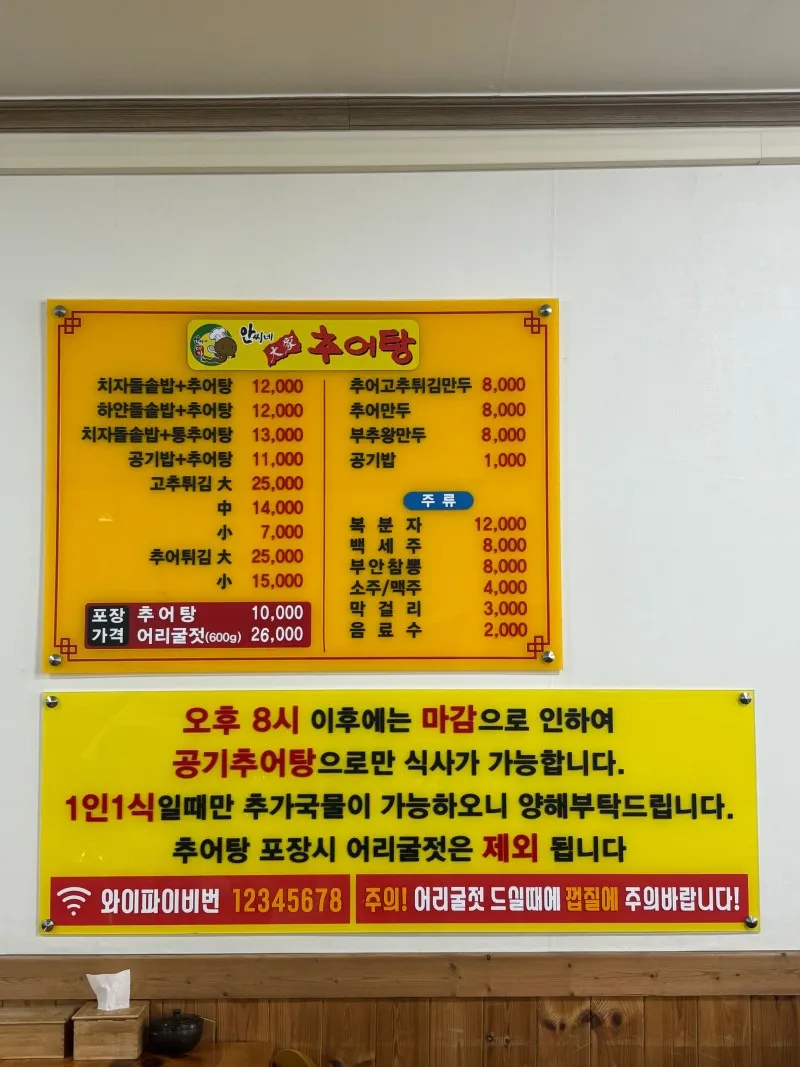 안씨네 大家 추어탕
치자돌솥밥+추어탕 12,000
하얀돌솥밥+추어탕 12,000
치자돌솥밥+통추어탕 13,000
공기밥+추어탕 11,000
고추튀김 大 25,000
中 14,000
小 7,000
추어튀김 大 25,000
小 15,000
포장가격
추어탕 10,000
어리굴젓(600g) 26,000
추어고추튀김만두 8,000
추어만두 8,000
부추왕만두 8,000
공기밥 1,000
주류
복분자 12,000
백세주 8,000
부안참뽕 8,000
소주/맥주 4,000
막걸리 3,000
음료수 2,000
오후 8시 이후에는 마감으로 인하여
공기추어탕으로만 식사가 가능합니다.
1인1식일때만 추가국물이 가능하오니 양해부탁드립니다.
추어탕 포장시 어리굴젓은 제외 됩니다
와이파이비번 12345678
주의! 어리굴젓 드실때에 껍질에 주의바랍니다!